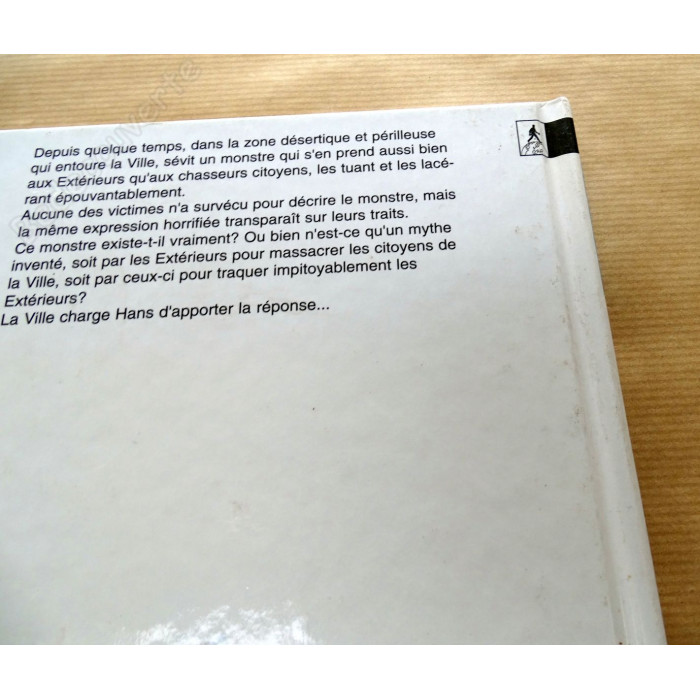 Depuis quelque temps, dans la zone désertique et périlleuse
qui entoure la Ville, sévit un monstre qui s'en prend aussi bien
aux Extérieurs qu'aux chasseurs citoyens, les tuant et les lacé-
rant épouvantablement.
Aucune des victimes n'a survécu pour décrire le monstre, mais
la même expression horrifiée transparaît sur leurs traits.
Ce monstre existe-t-il vraiment? Ou bien n'est-ce qu'un mythe
inventé, soit par les Extérieurs pour massacrer les citoyens de
la Ville, soit par ceux-ci pour traquer impitoyablement les
Extérieurs?
La Ville charge Hans d'apporter la réponse...